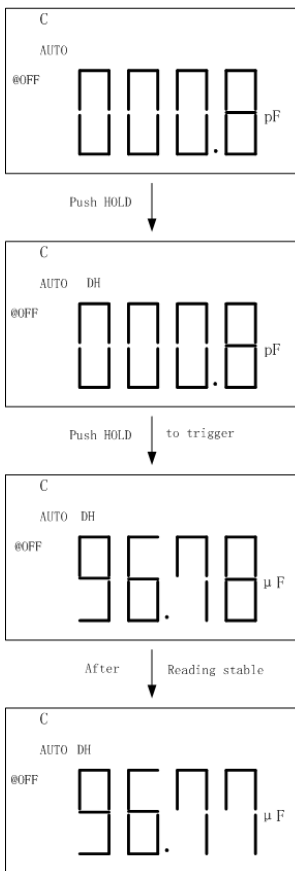 C
AUTO
@OFF
000.8 pF
Push HOLD
C
AUTO DH
@OFF
000.8 pF
Push HOLD to trigger
C
AUTO DH
@OFF
96.78 μF
After Reading stable
C
AUTO DH
@OFF
96.77 μF